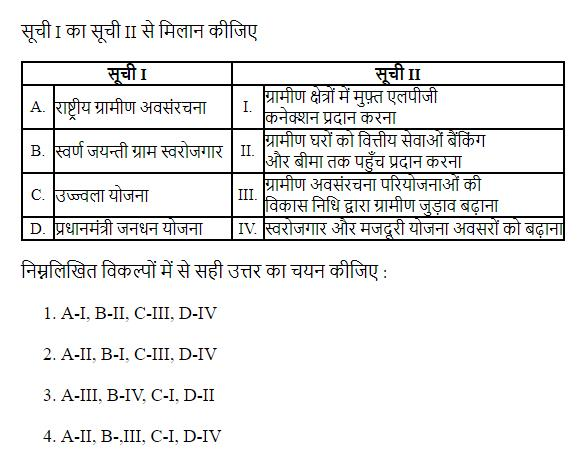 सूची I का सूची II से मिलान कीजिए
सूची I सूची II
A. राष्ट्रीय ग्रामीण अवसंरचना I. ग्रामीण क्षेत्रों में मुफ़्त एलपीजी
कनेक्शन प्रदान करना
B. स्वर्ण जयन्ती ग्राम स्वरोजगार II. ग्रामीण घरों को वित्तीय सेवाओं बैंकिंग
और बीमा तक पहुँच प्रदान करना
C. उज्ज्वला योजना III. ग्रामीण अवसंरचना परियोजनाओं की
विकास निधि द्वारा ग्रामीण जुड़ाव बढ़ाना
D. प्रधानमंत्री जनधन योजना IV. स्वरोजगार और मजदूरी योजना अवसरों को बढ़ाना
निम्नलिखित विकल्पों में से सही उत्तर का चयन कीजिए :
1. A-I, B-II, C-III, D-IV
2. A-II, B-I, C-III, D-IV
3. A-III, B-IV, C-I, D-II
4. A-II, B-,III, C-I, D-IV